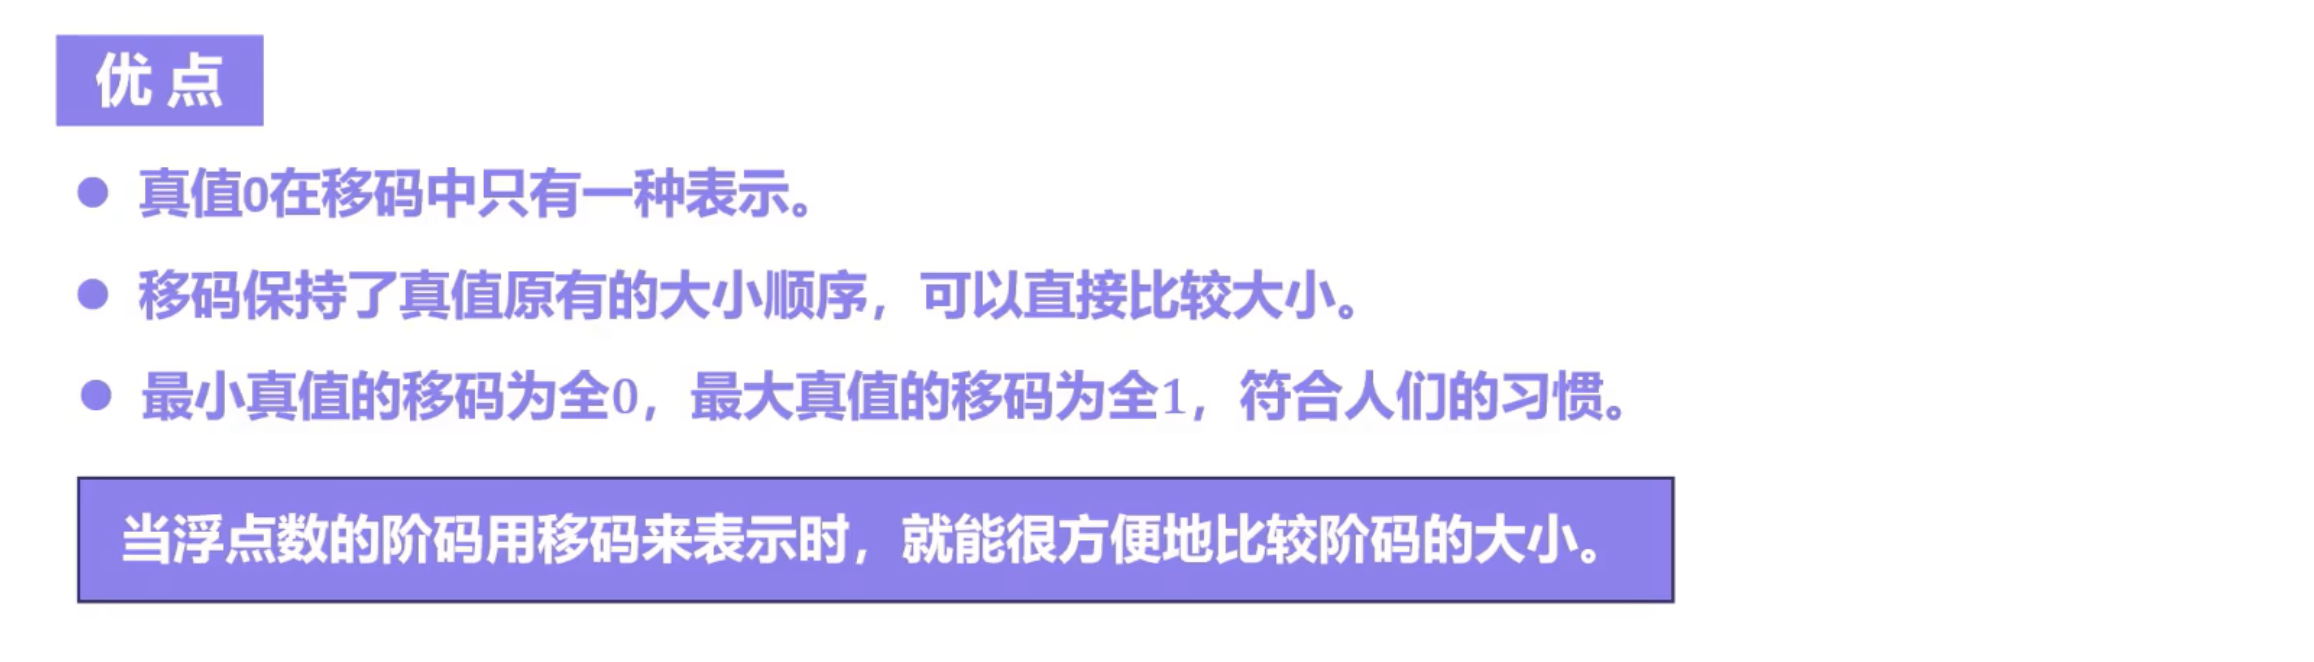 优点
真值0在移码中只有一种表示。
移码保持了真值原有的大小顺序，可以直接比较大小。
最小真值的移码为全0，最大真值的移码为全1，符合人们的习惯。
当浮点数的阶码用移码来表示时，就能很方便地比较阶码的大小。